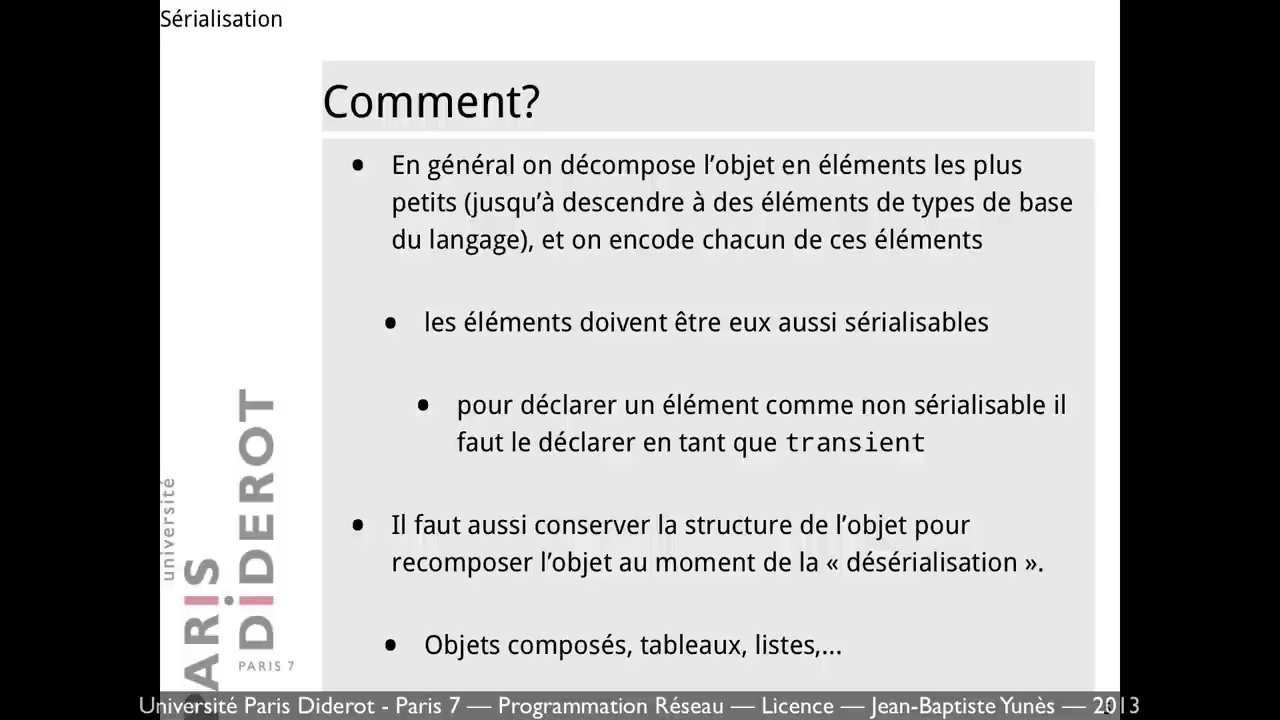 Sérialisation
Comment?
• En général on décompose l’objet en éléments les plus
petits (jusqu’à descendre à des éléments de types de base
du langage), et on encode chacun de ces éléments
• les éléments doivent être eux aussi sérialisables
• pour déclarer un élément comme non sérialisable il
faut le déclarer en tant que transient
• Il faut aussi conserver la structure de l’objet pour
recomposer l’objet au moment de la « désérialisation ».
• Objets composés, tableaux, listes,...
université
PARIS
DIDEROT
PARIS 7
Université Paris Diderot - Paris 7 — Programmation Réseau — Licence — Jean-Baptiste Yunès — 2013